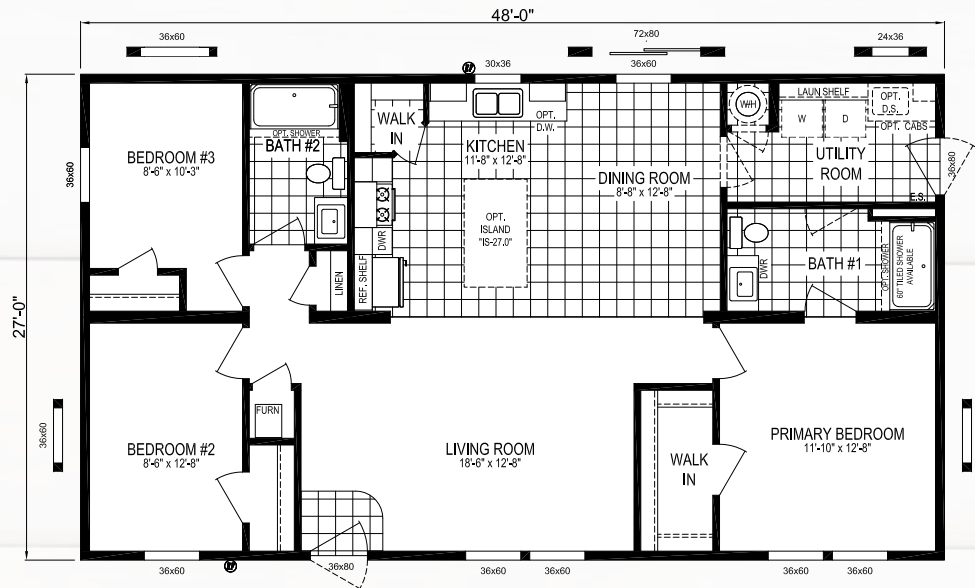 48'-0"
36x60
72x80
24x36
30x36
36x60
27'-0"
36x60
BEDROOM #3
8'-6" x 10'-3"
OPT. SHOWER
BATH #2
WALK
IN
KITCHEN
11'-8" x 12'-8"
OPT.
D.W.
DINING ROOM
8'-8" x 12'-8"
OPT.
ISLAND
"IS-27.0"
DWR
REF. SHELF
LINEN
W/H
LAUN SHELF
W
D
OPT.
D.S.
OPT. CABS
UTILITY
ROOM
E.S.
36x80
BATH #1
DWR
OPT. SHOWER
60" TILED SHOWER
AVAILABLE
36x60
BEDROOM #2
8'-6" x 12'-8"
FURN
LIVING ROOM
18'-6" x 12'-8"
WALK
IN
PRIMARY BEDROOM
11'-10" x 12'-8"
36x60
36x60
36x80
36x60
36x60
36x60
36x60